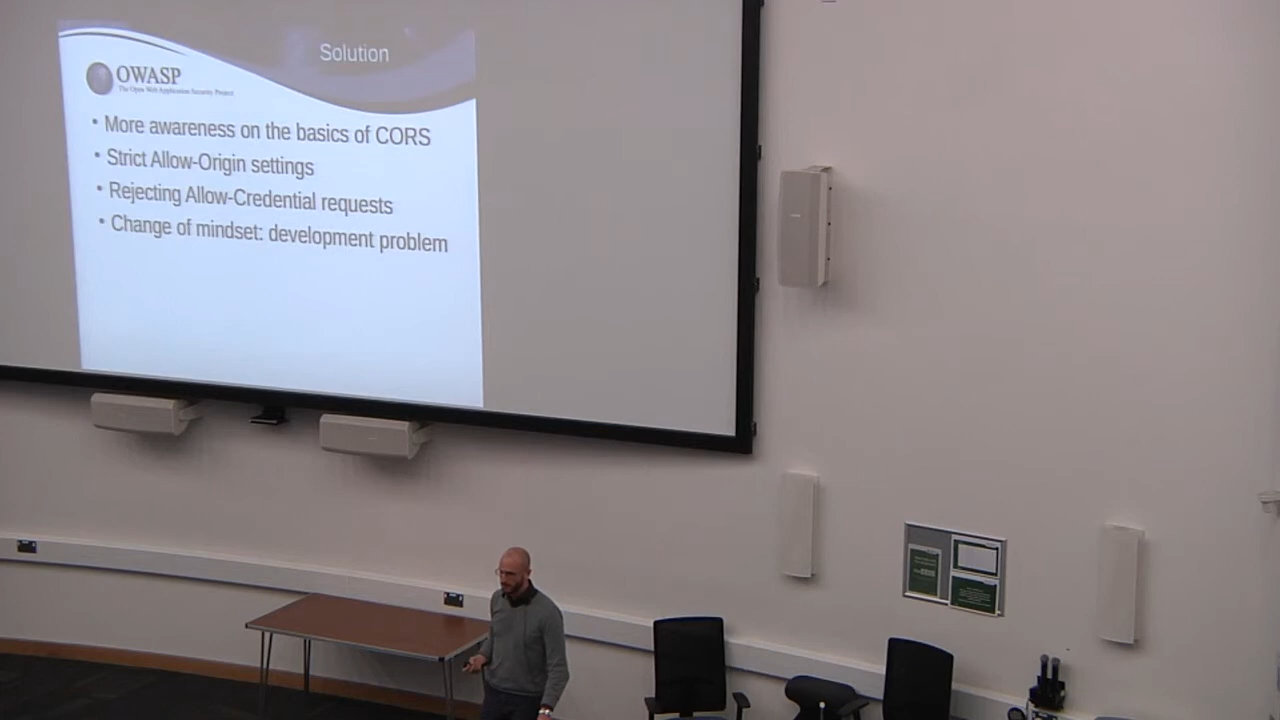 Solution
OWASP
The Open Web Application Security Project
• More awareness on the basics of CORS
• Strict Allow-Origin settings
• Rejecting Allow-Credential requests
• Change of mindset: development problem